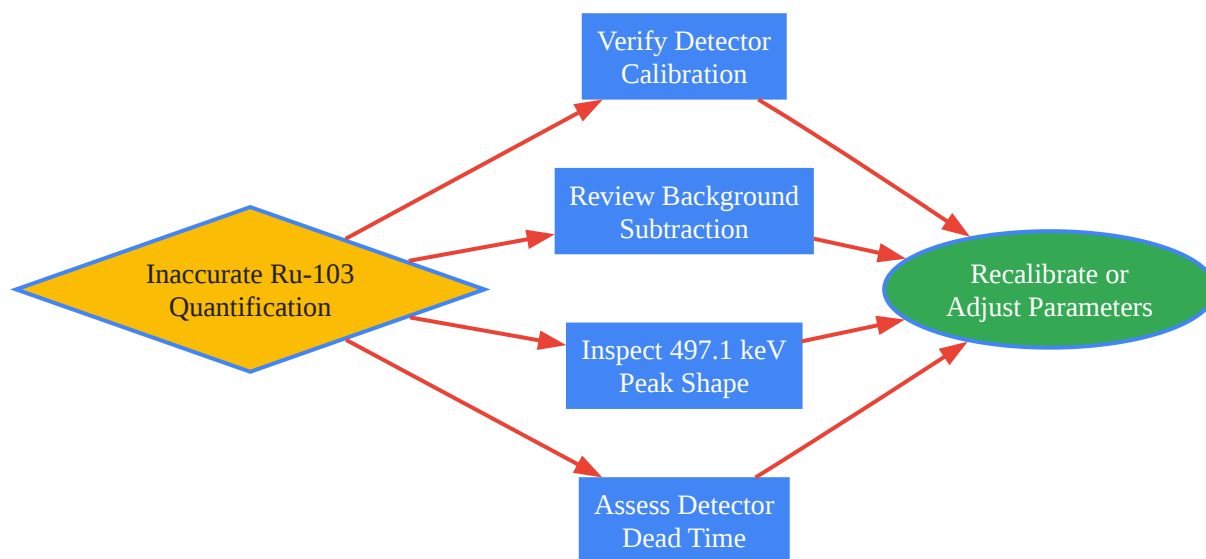 Verify Detector
Calibration
Review Background
Subtraction
Inaccurate Ru-103
Quantification
Recalibrate or
Adjust Parameters
Inspect 497.1 keV
Peak Shape
Assess Detector
Dead Time